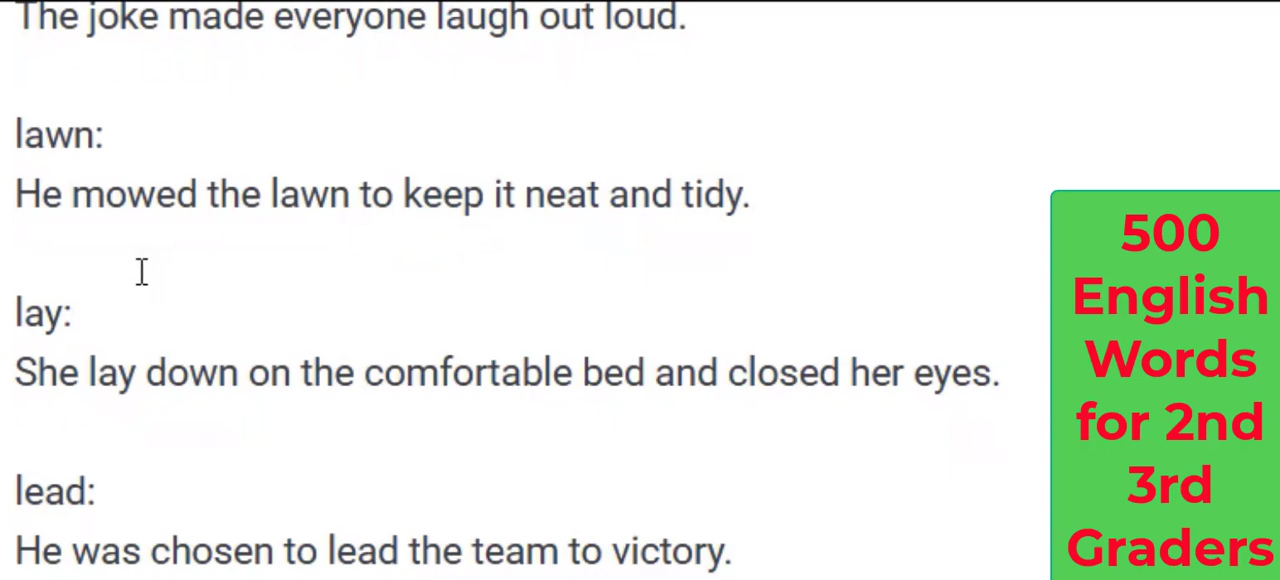 The joke made everyone laugh out loud.
lawn:
He mowed the lawn to keep it neat and tidy.
lay:
She lay down on the comfortable bed and closed her eyes.
lead:
He was chosen to lead the team to victory.
500
English
Words
for 2nd
3rd
Graders